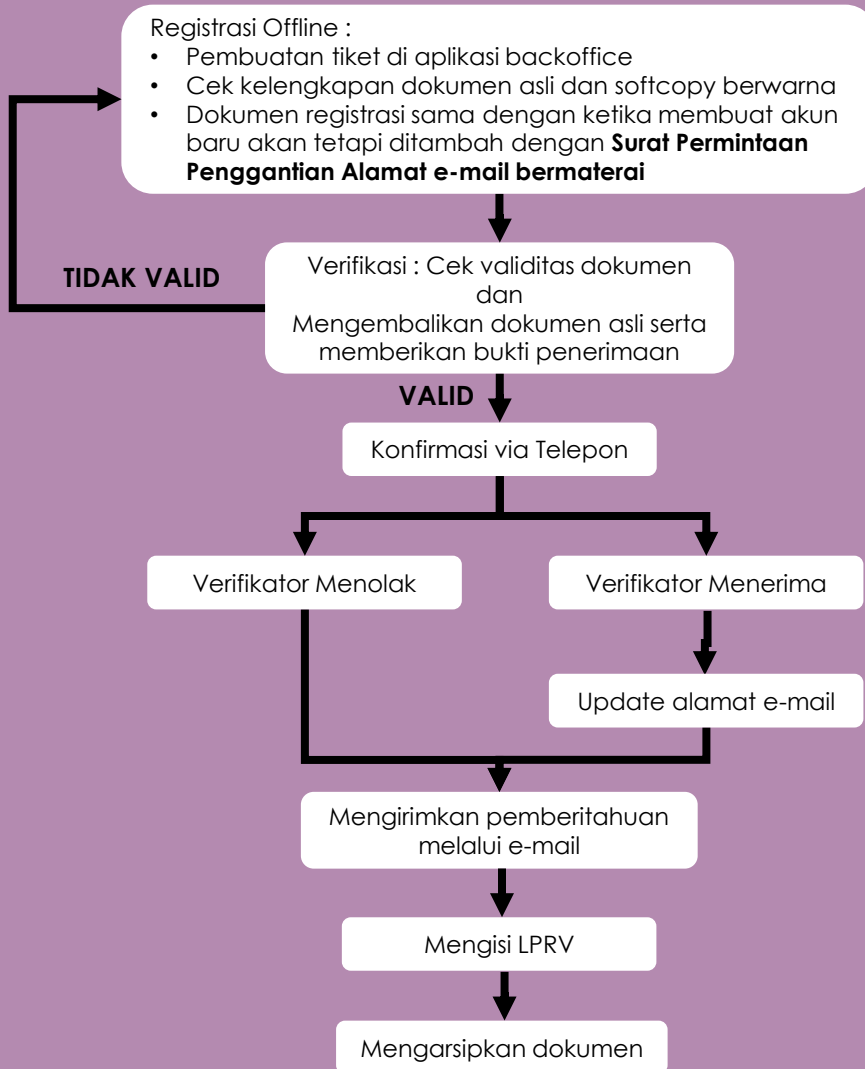 Registrasi Offline :
• Pembuatan tiket di aplikasi backoffice
• Cek kelengkapan dokumen asli dan softcopy berwarna
• Dokumen registrasi sama dengan ketika membuat akun
baru akan tetapi ditambah dengan Surat Permintaan
Penggantian Alamat e-mail bermaterai
TIDAK VALID
Verifikasi : Cek validitas dokumen
dan
Mengembalikan dokumen asli serta
memberikan bukti penerimaan
VALID
Konfirmasi via Telepon
Verifikator Menolak
Verifikator Menerima
Update alamat e-mail
Mengirimkan pemberitahuan
melalui e-mail
Mengisi LPRV
Mengarsipkan dokumen